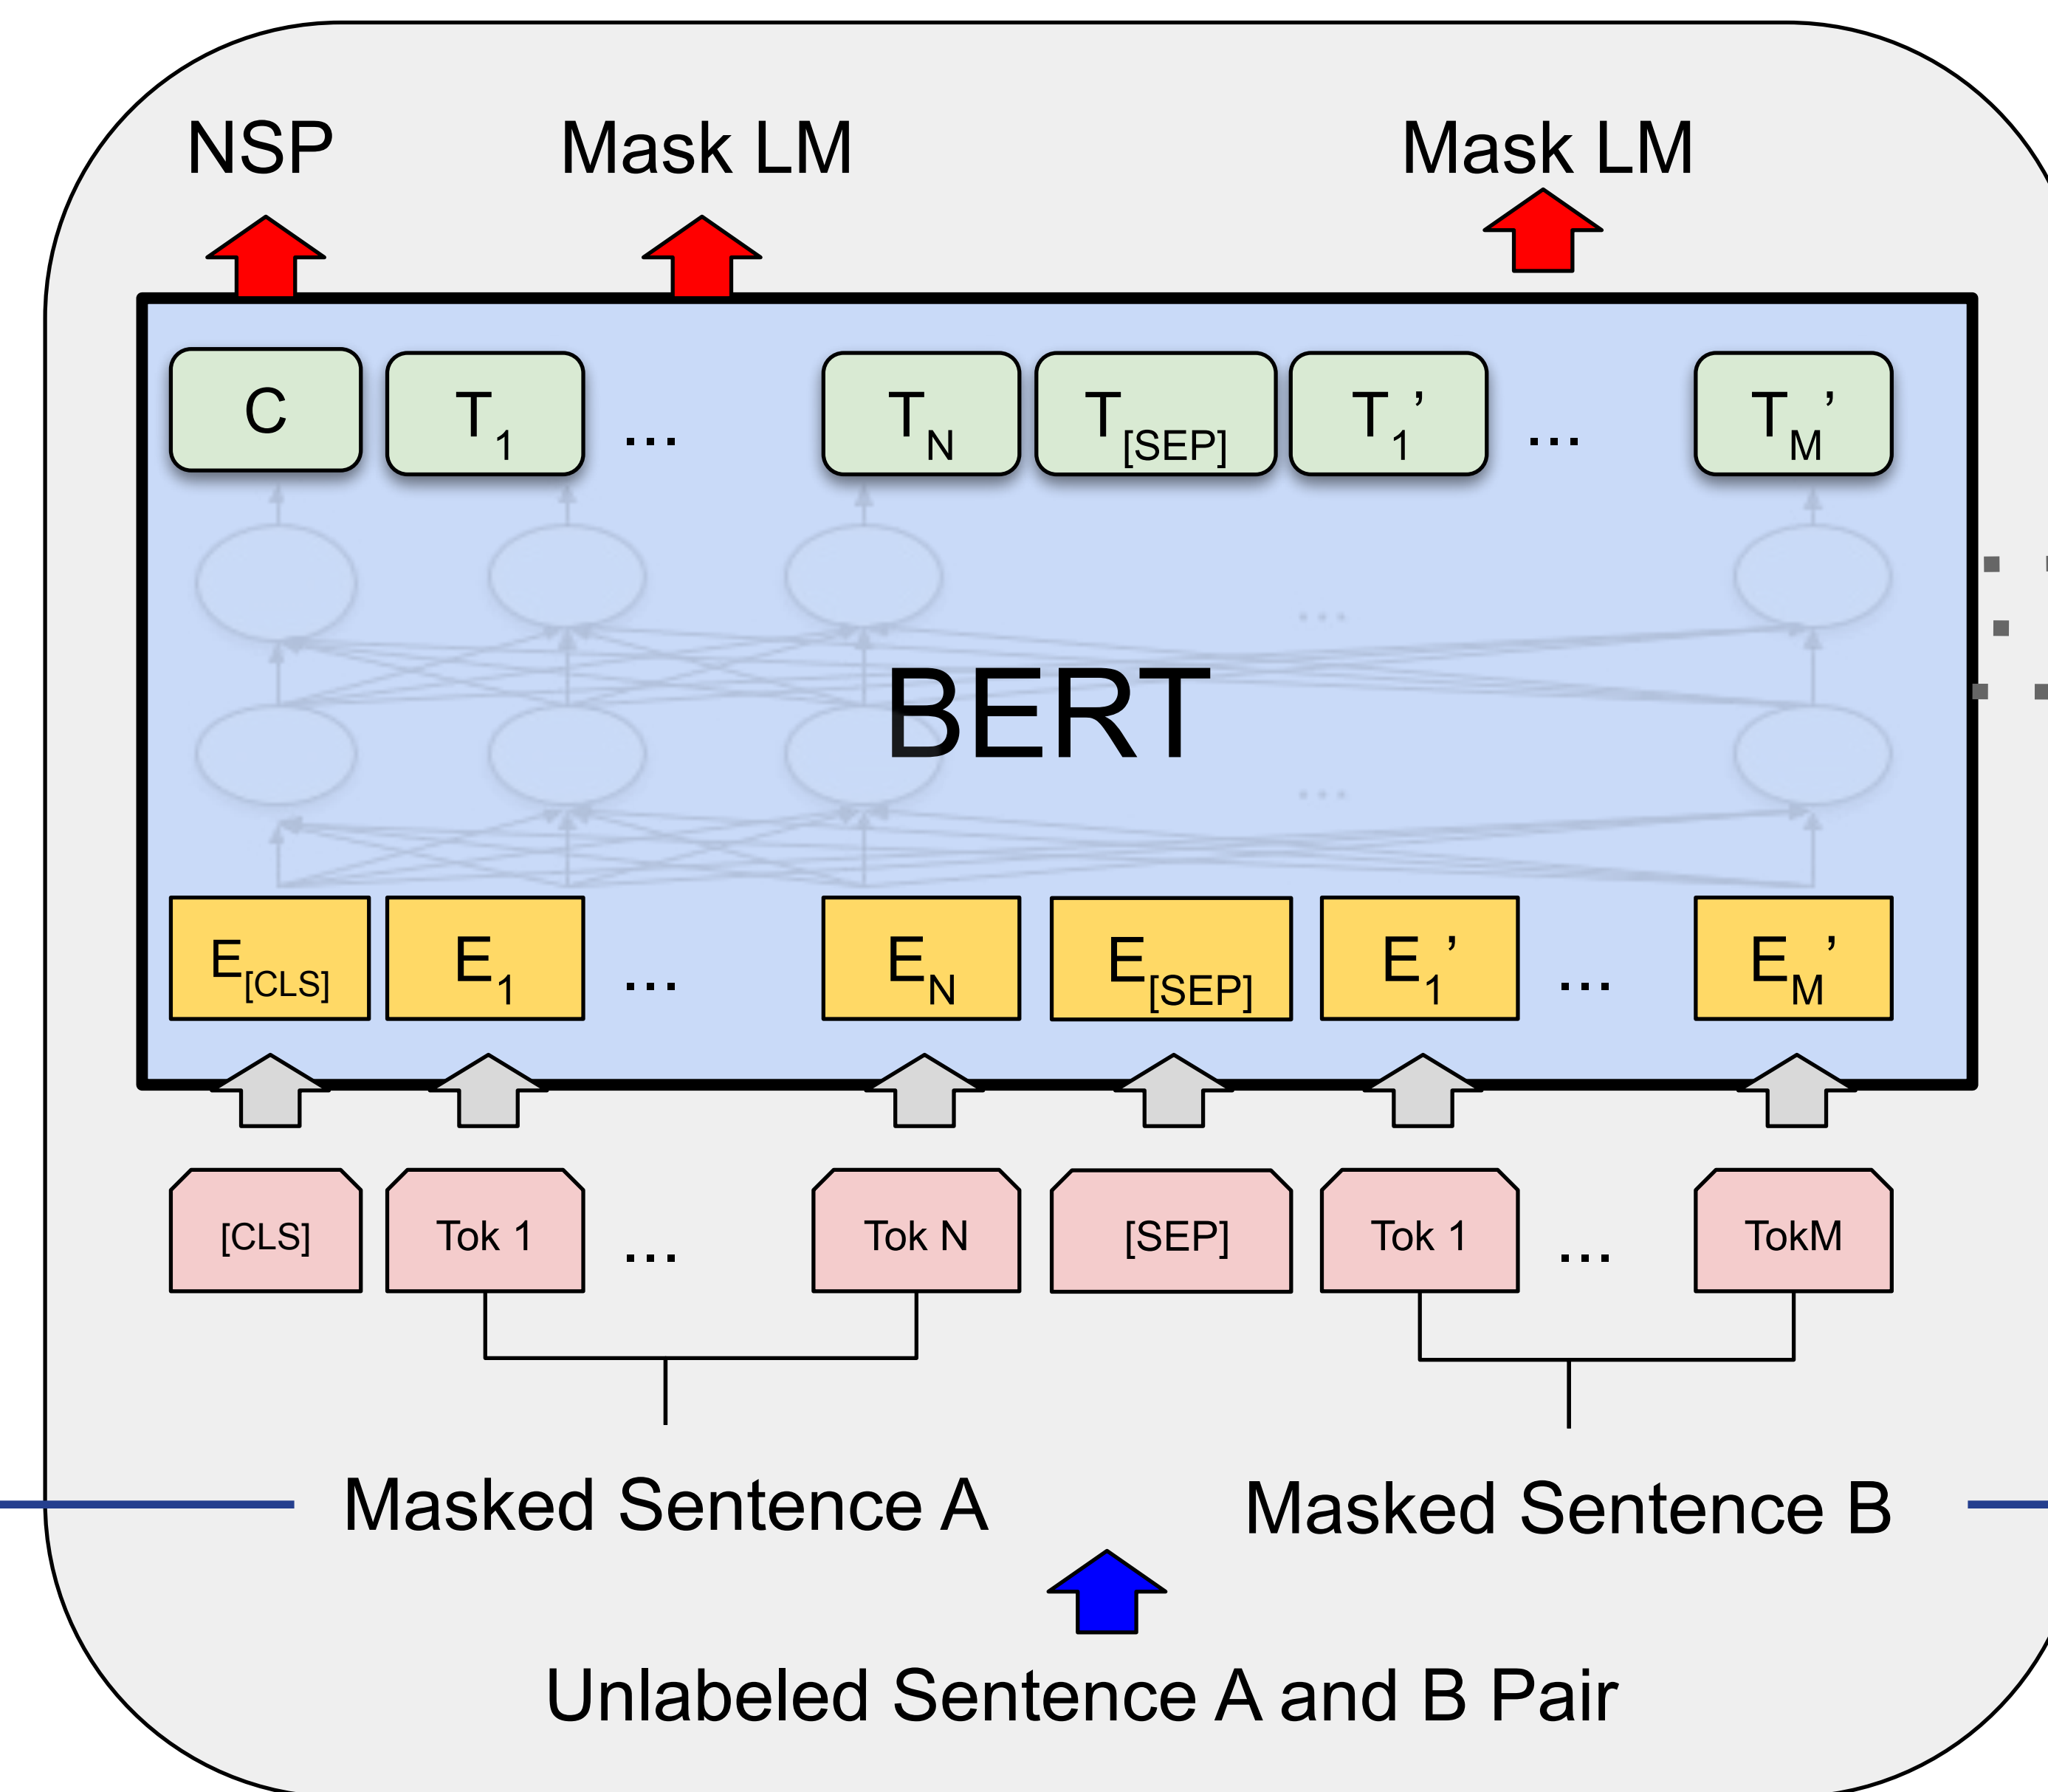 NSP Mask LM Mask LM
C T1 ... TN T[SEP] T1’ ... TM’
...
BERT
...
E[CLS] E1 ... EN E[SEP] E1’ ... EM’
[CLS] Tok 1 ... Tok N [SEP] Tok 1 ... TokM
Masked Sentence A Masked Sentence B
Unlabeled Sentence A and B Pair